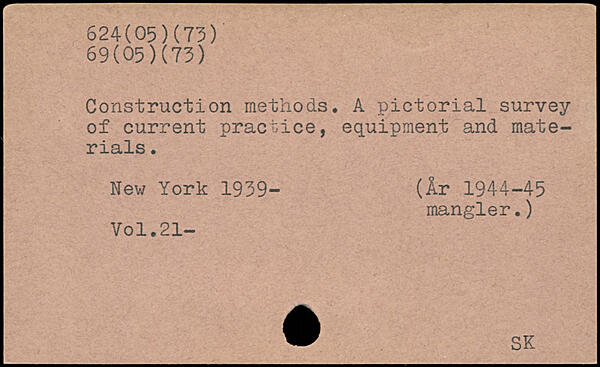 624(05)(73)
69(05)(73)
Construction methods. A pictorial survey
of current practice, equipment and mate-
rials.
New York 1939-
(År 1944-45
mangler.)
Vol.21-
SK